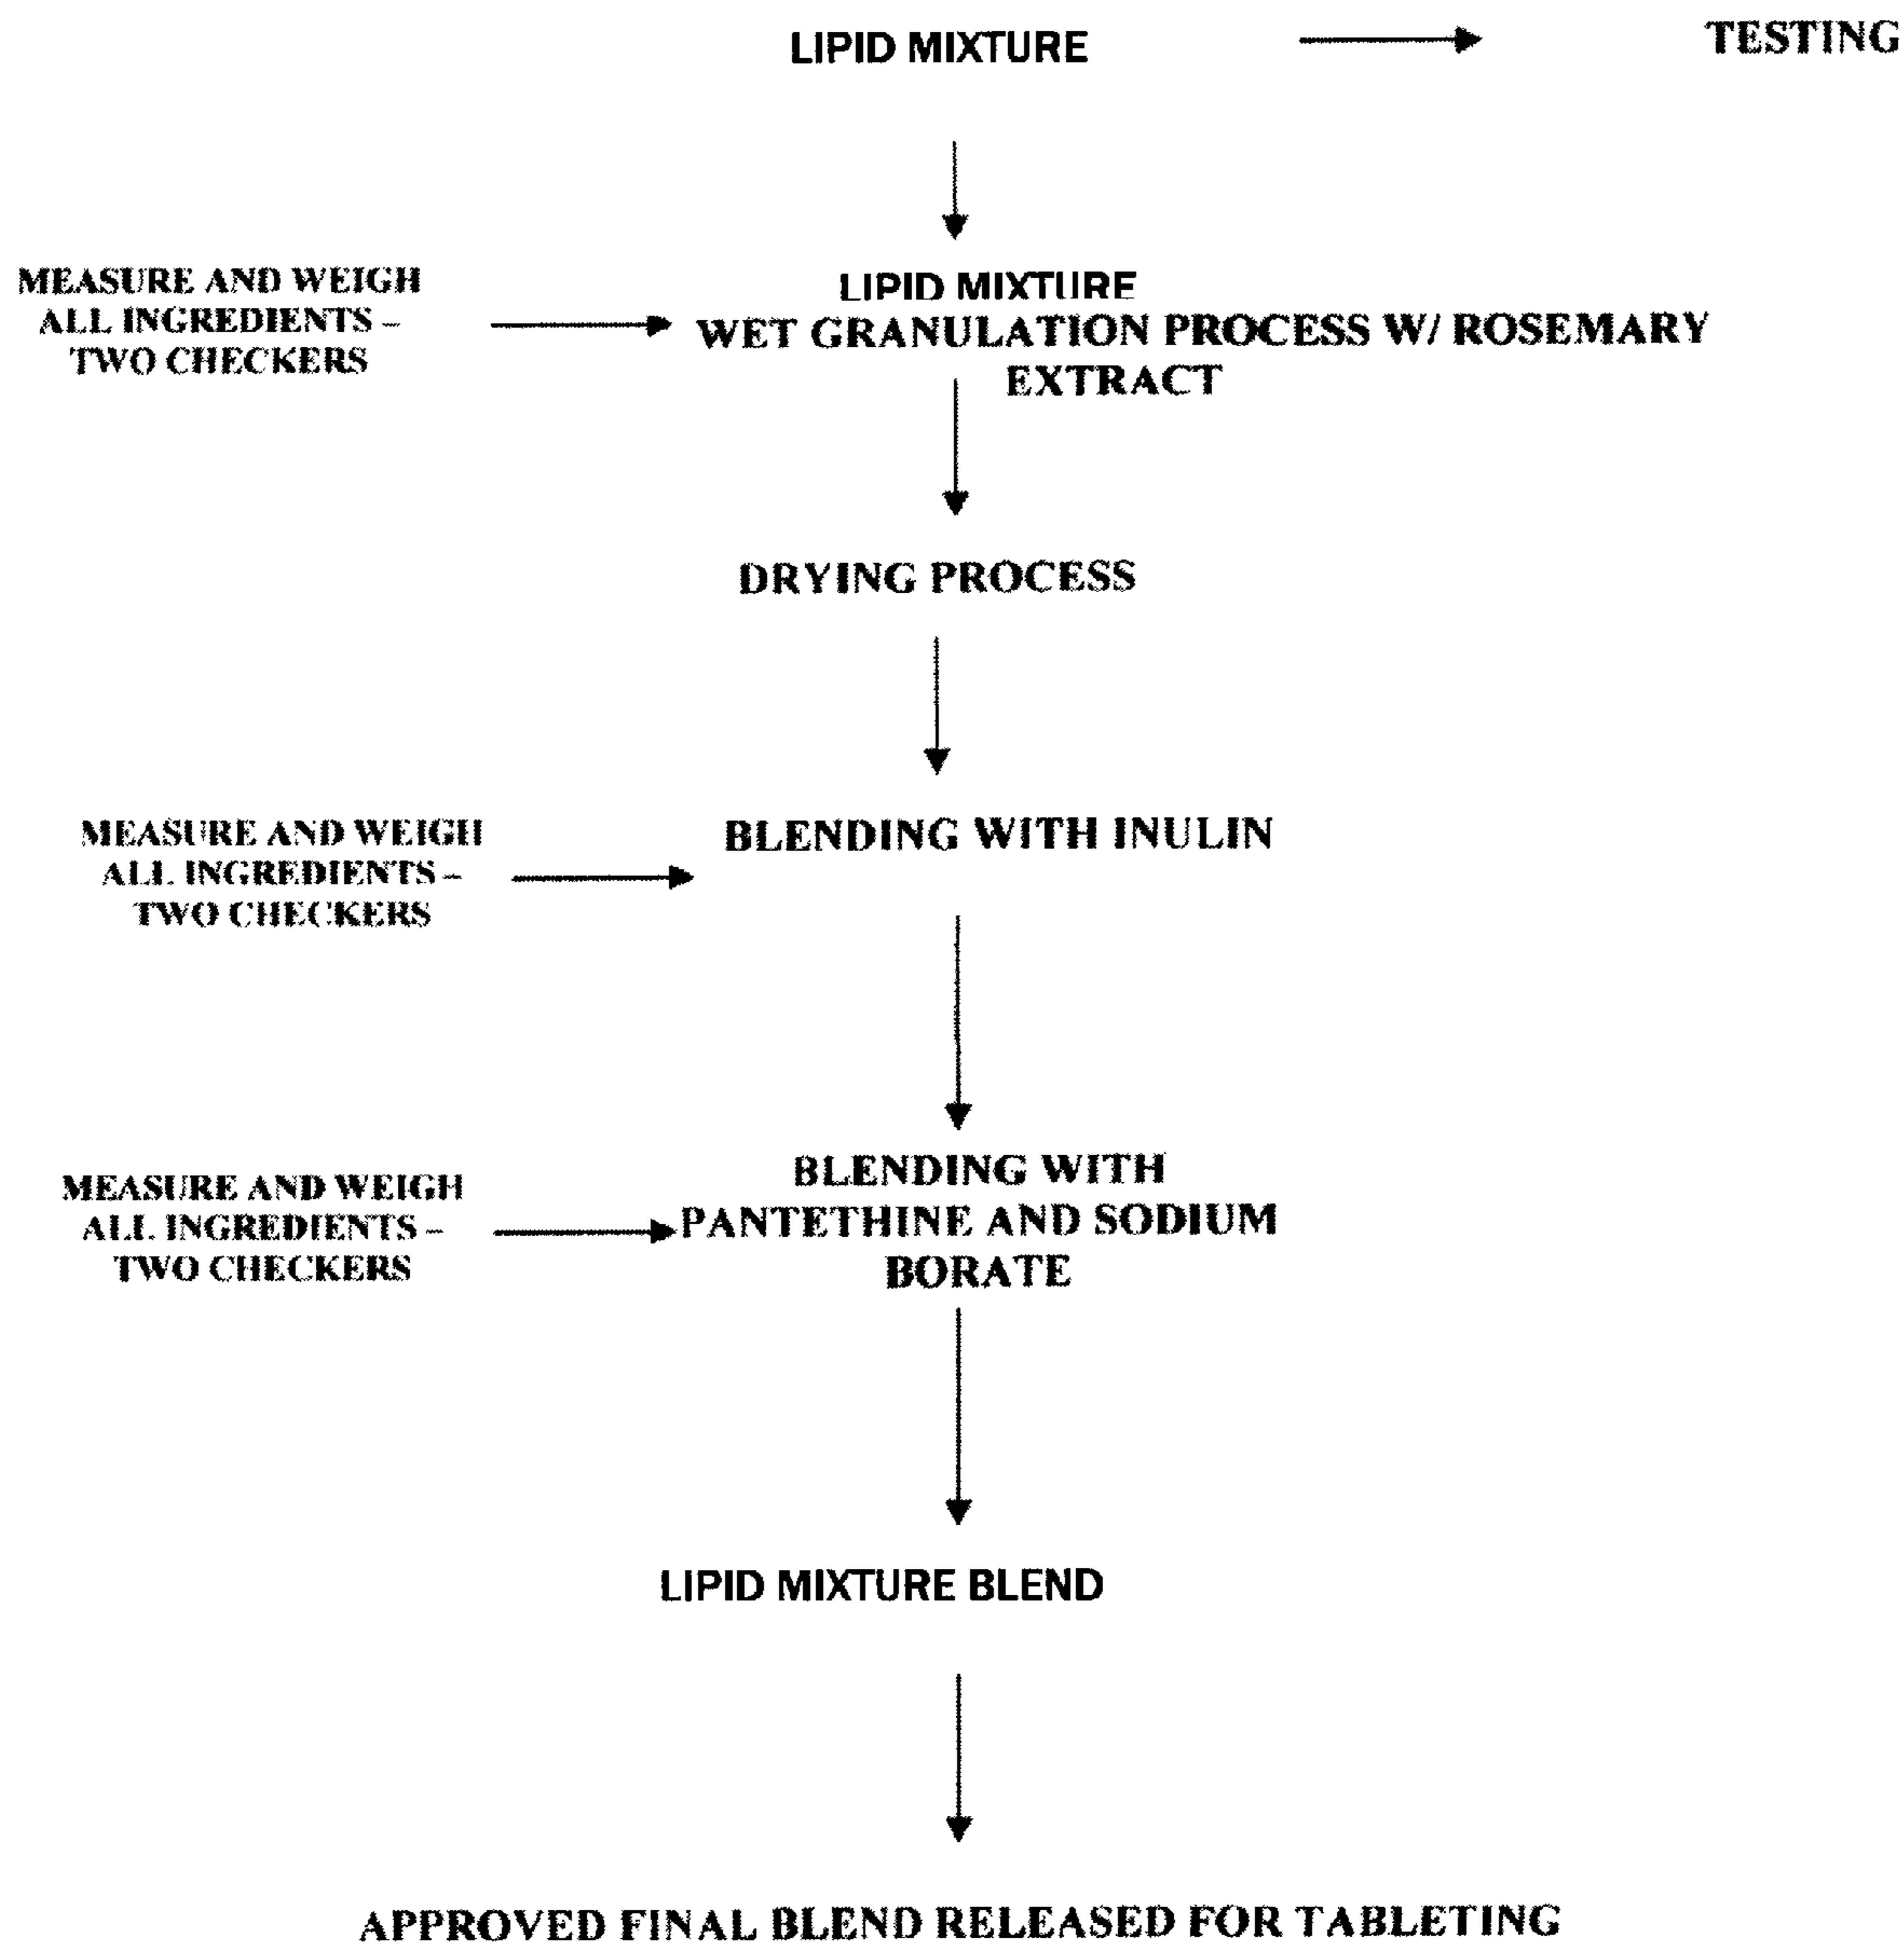 LIPID MIXTURE
TESTING
LIPID MIXTURE
MEASURE AND WEIGH
ALL INGREDIENTS –
TWO CHECKERS
WET GRANULATION PROCESS W/ ROSEMARY
EXTRACT
DRYING PROCESS
MEASURE AND WEIGH
ALL INGREDIENTS –
TWO CHECKERS
BLENDING WITH INULIN
MEASURE AND WEIGH
ALL INGREDIENTS –
TWO CHECKERS
BLENDING WITH
PANTETHINE AND SODIUM
BORATE
LIPID MIXTURE BLEND
APPROVED FINAL BLEND RELEASED FOR TABLETING